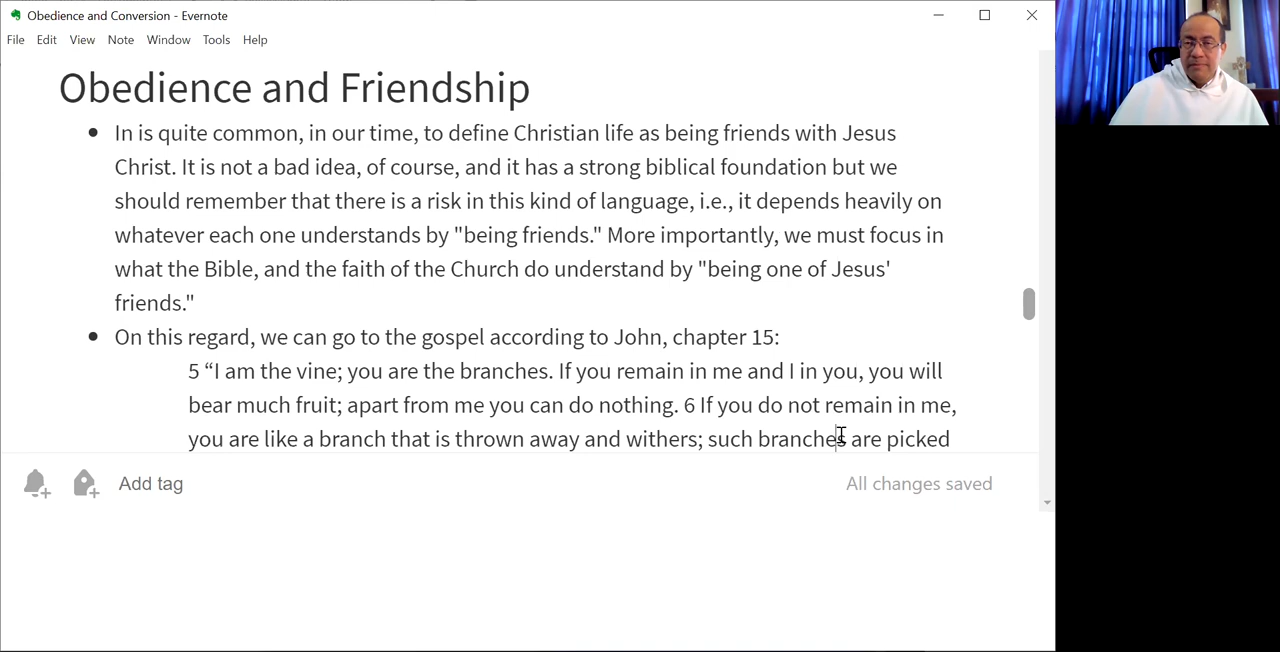 Obedience and Conversion - Evernote
File Edit View Note Window Tools Help
Obedience and Friendship
• In is quite common, in our time, to define Christian life as being friends with Jesus
Christ. It is not a bad idea, of course, and it has a strong biblical foundation but we
should remember that there is a risk in this kind of language, i.e., it depends heavily on
whatever each one understands by "being friends." More importantly, we must focus in
what the Bible, and the faith of the Church do understand by "being one of Jesus'
friends."
• On this regard, we can go to the gospel according to John, chapter 15:
5 “I am the vine; you are the branches. If you remain in me and I in you, you will
bear much fruit; apart from me you can do nothing. 6 If you do not remain in me,
you are like a branch that is thrown away and withers; such branches are picked
Add tag
All changes saved